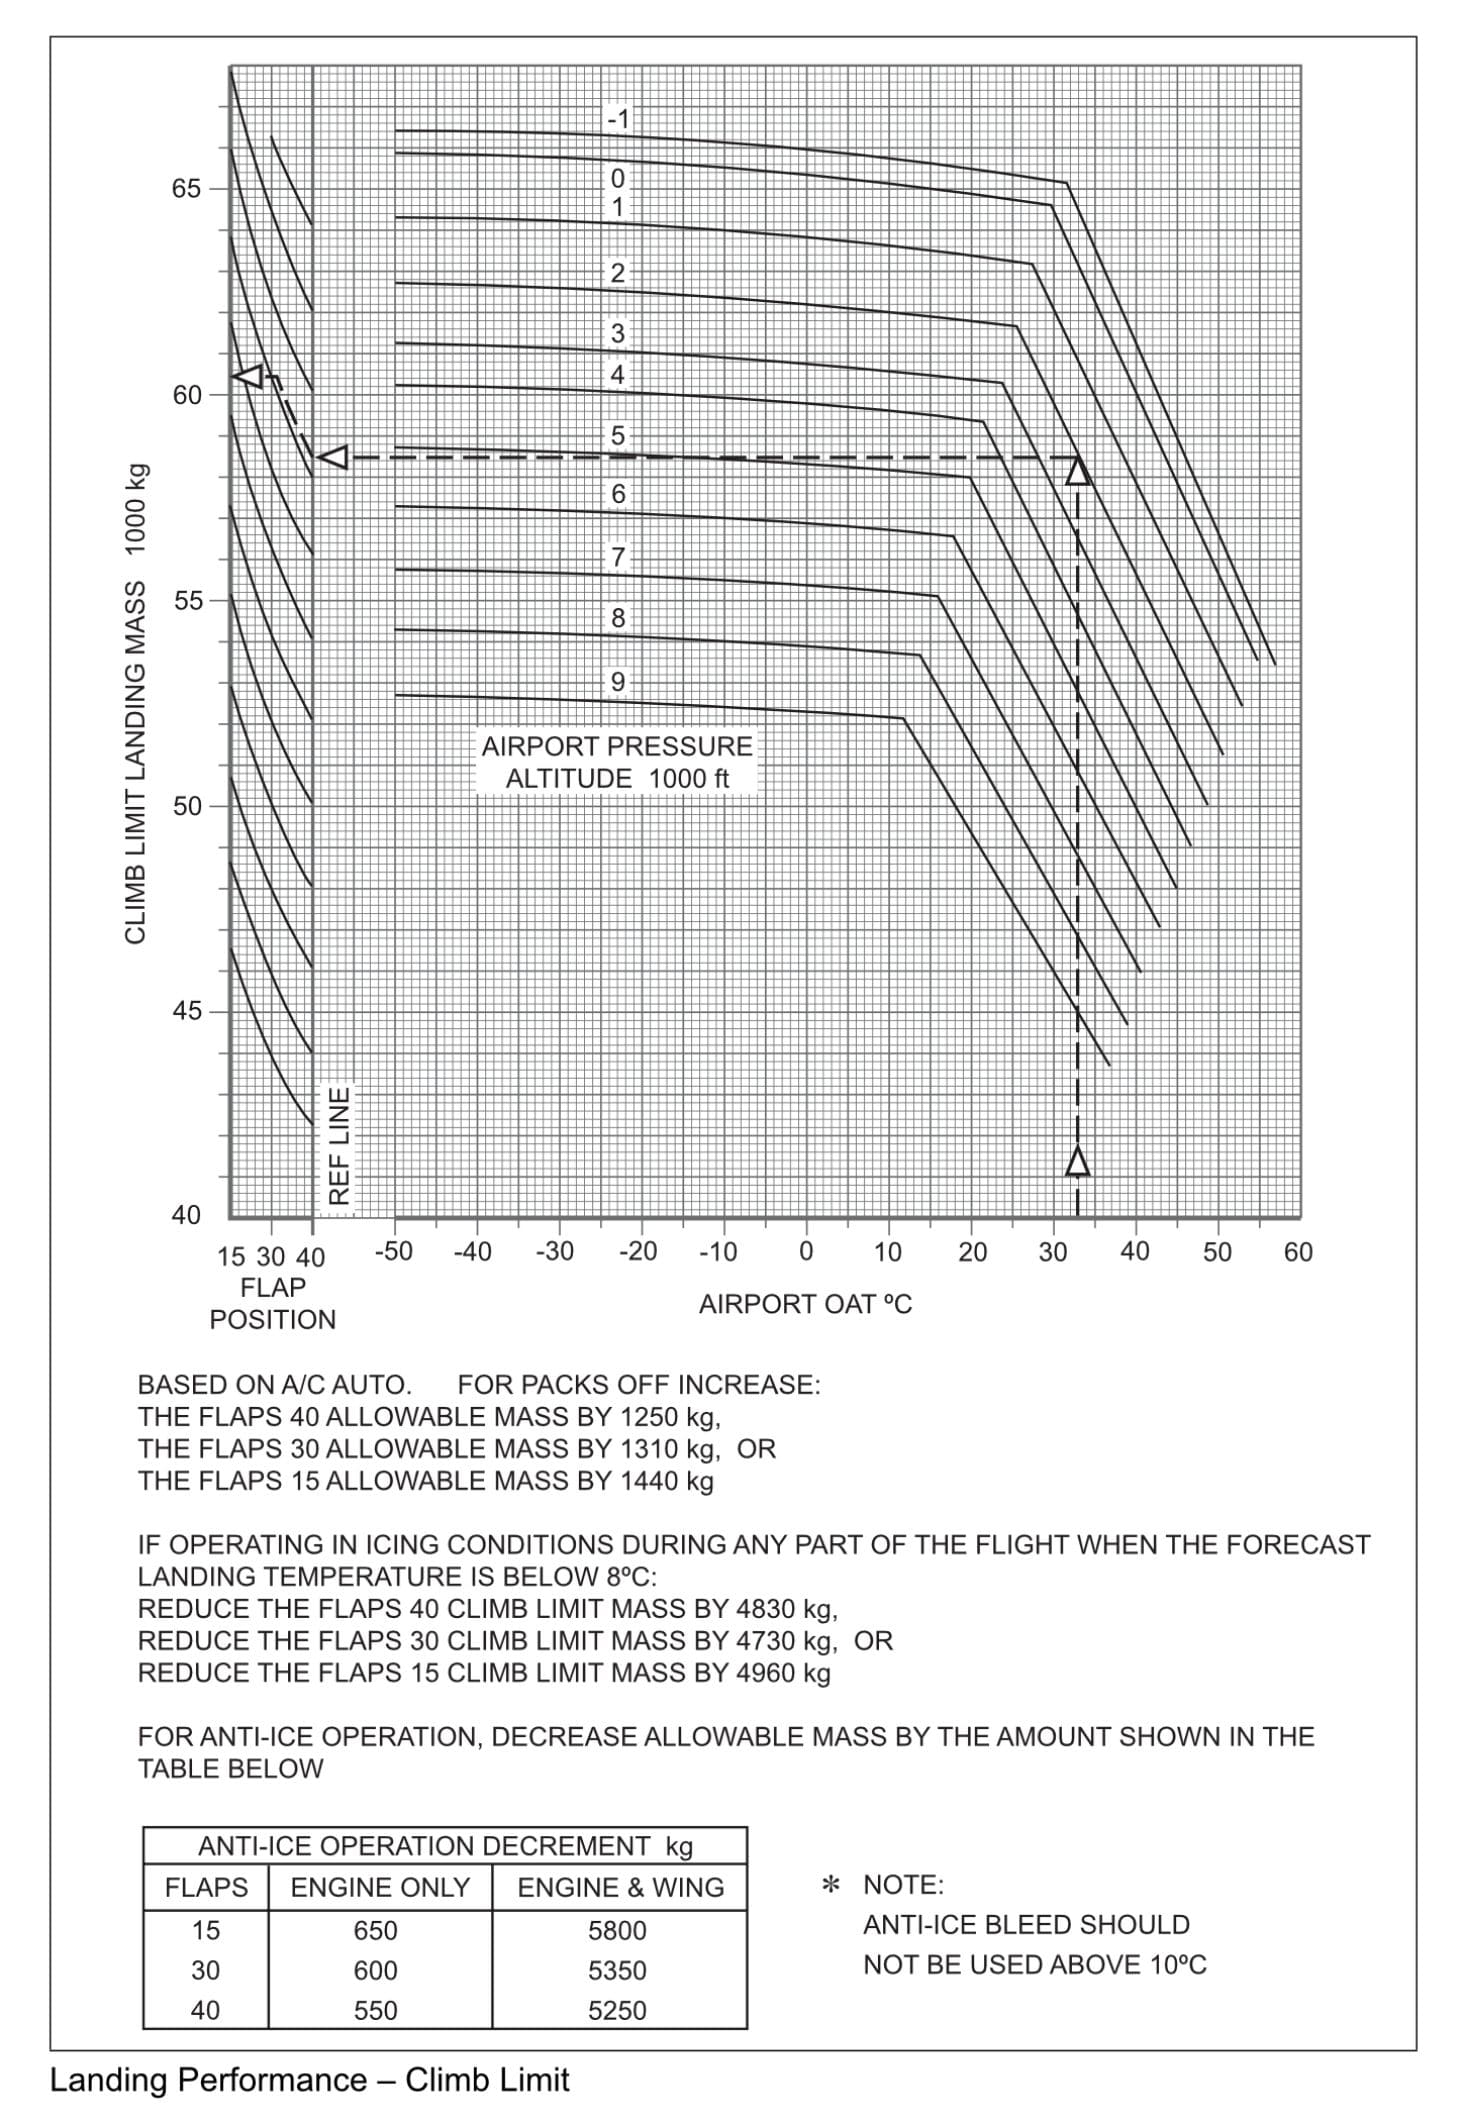 -1
0
1
2
3
4
5
6
7
8
9
AIRPORT PRESSURE
ALTITUDE 1000 ft
65
60
55
50
45
40
CLIMB LIMIT LANDING MASS 1000 kg
REF LINE
15 30 40
FLAP
POSITION
-50 -40 -30 -20 -10 0 10 20 30 40 50 60
AIRPORT OAT ºC
BASED ON A/C AUTO. FOR PACKS OFF INCREASE:
THE FLAPS 40 ALLOWABLE MASS BY 1250 kg,
THE FLAPS 30 ALLOWABLE MASS BY 1310 kg, OR
THE FLAPS 15 ALLOWABLE MASS BY 1440 kg
IF OPERATING IN ICING CONDITIONS DURING ANY PART OF THE FLIGHT WHEN THE FORECAST
LANDING TEMPERATURE IS BELOW 8ºC:
REDUCE THE FLAPS 40 CLIMB LIMIT MASS BY 4830 kg,
REDUCE THE FLAPS 30 CLIMB LIMIT MASS BY 4730 kg, OR
REDUCE THE FLAPS 15 CLIMB LIMIT MASS BY 4960 kg
FOR ANTI-ICE OPERATION, DECREASE ALLOWABLE MASS BY THE AMOUNT SHOWN IN THE
TABLE BELOW
ANTI-ICE OPERATION DECREMENT kg
FLAPS ENGINE ONLY ENGINE & WING
15 650 5800
30 600 5350
40 550 5250
* NOTE:
ANTI-ICE BLEED SHOULD
NOT BE USED ABOVE 10ºC
Landing Performance – Climb Limit